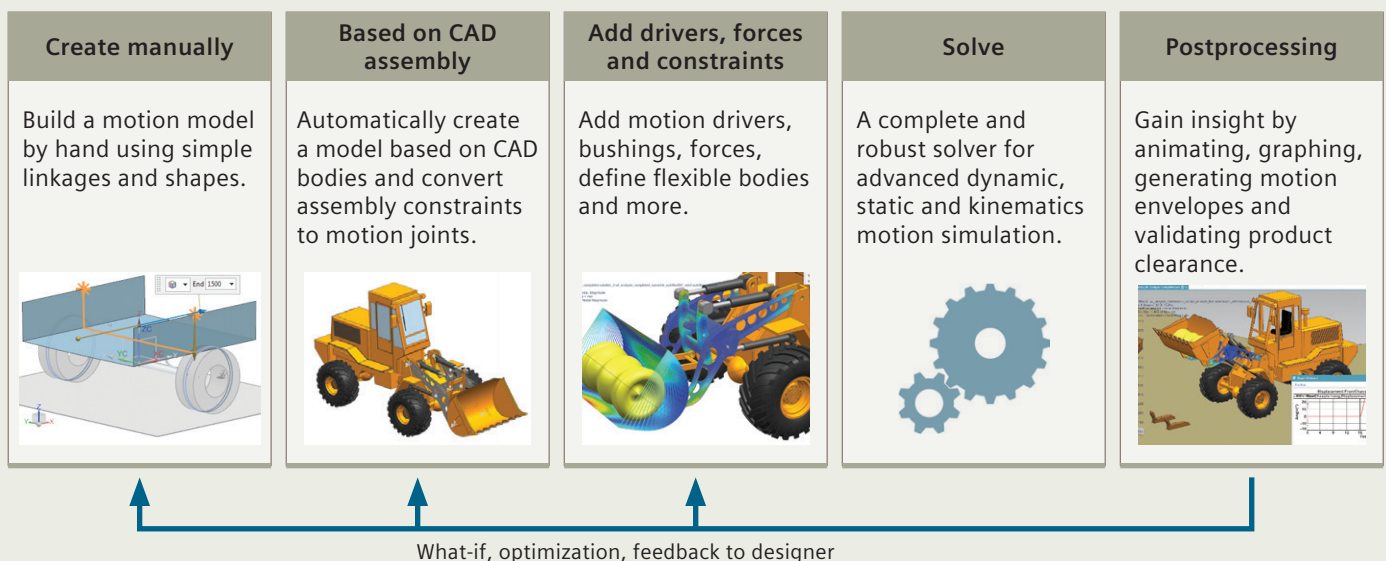 Create manually
Based on CAD
assembly
Add drivers, forces
and constraints
Solve
Postprocessing
Build a motion model
by hand using simple
linkages and shapes.
Automatically create
a model based on CAD
bodies and convert
assembly constraints
to motion joints.
Add motion drivers,
bushings, forces,
define flexible bodies
and more.
A complete and
robust solver for
advanced dynamic,
static and kinematics
motion simulation.
Gain insight by
animating, graphing,
generating motion
envelopes and
validating product
clearance.
End 1500
ZC
YC
XC
Z
Y
X
What-if, optimization, feedback to designer